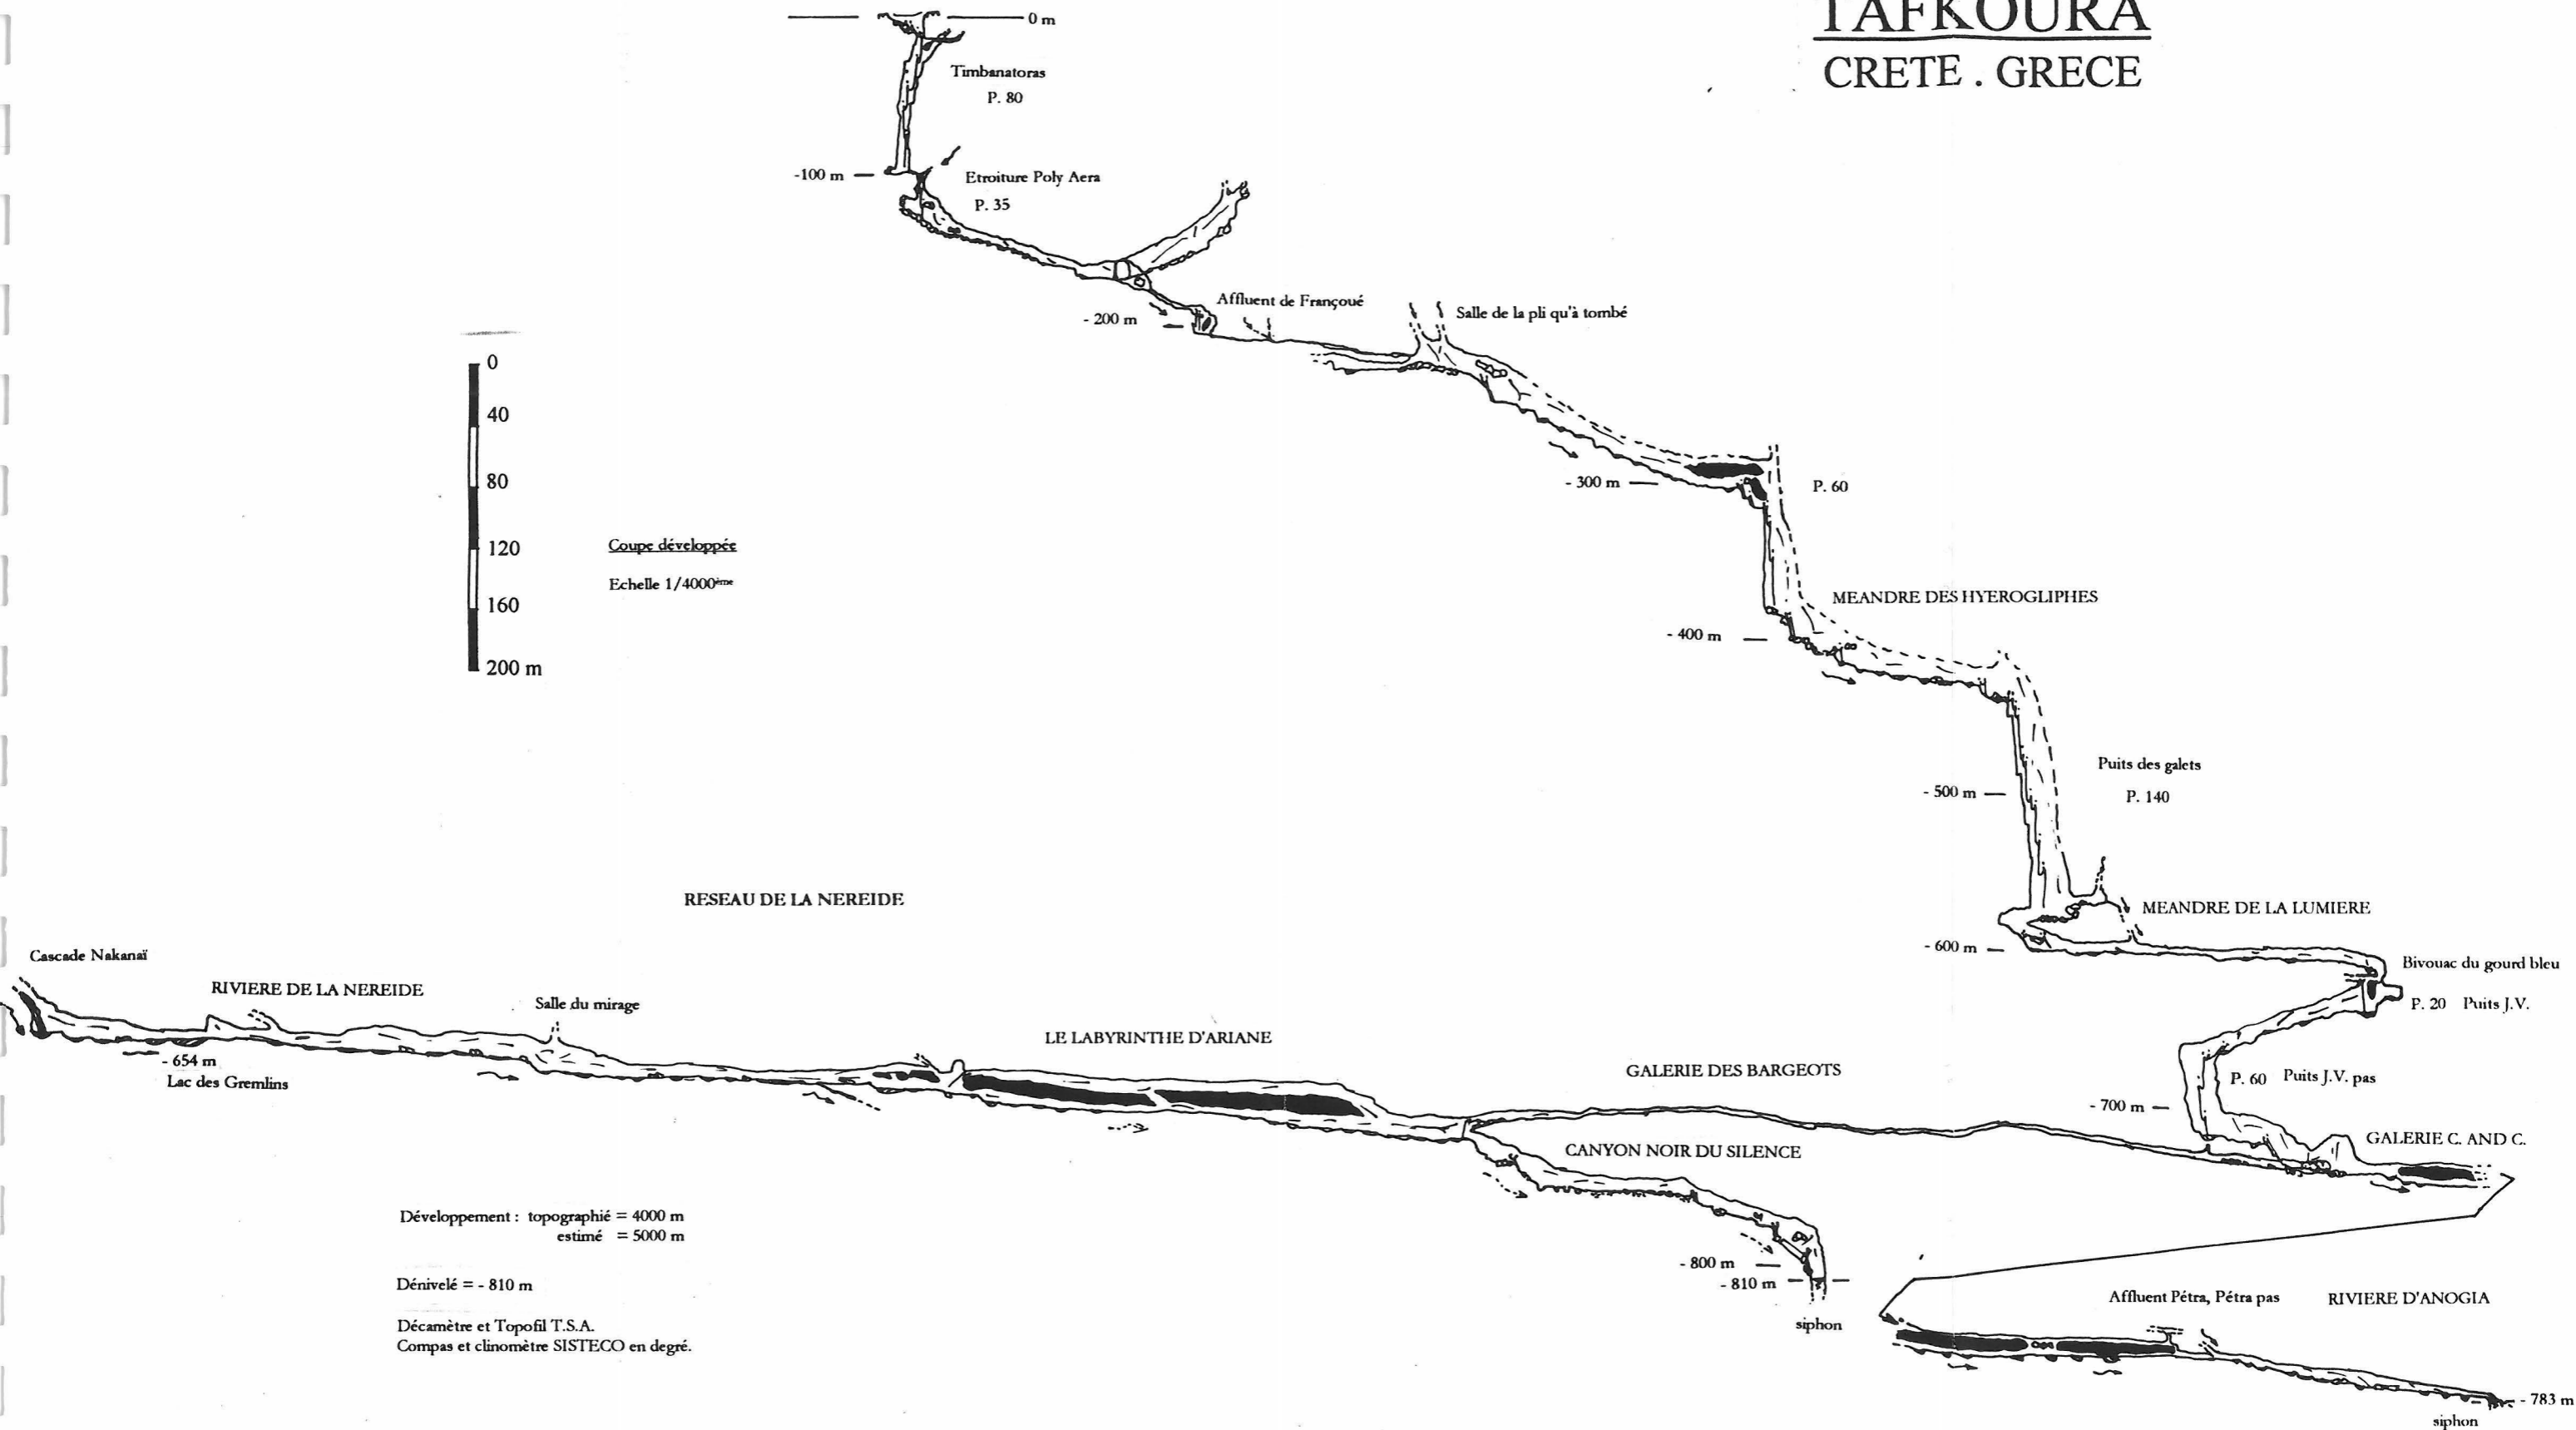 TAFKOURA
CRETE . GRECE
0 m
Timbanatoras
P. 80
-100 m
Etroiture Poly Aera
P. 35
- 200 m
Affluent de Françoué
Salle de la pli qu'à tombé
- 300 m
P. 60
0
40
80
120
160
200 m
Coupe développée
Echelle 1/4000ème
MEANDRE DES HYEROGLIPHES
- 400 m
Puits des galets
P. 140
- 500 m
MEANDRE DE LA LUMIERE
- 600 m
Bivouac du gourd bleu
P. 20 Puits J.V.
P. 60 Puits J.V. pas
- 700 m
GALERIE C. AND C.
RESEAU DE LA NEREIDE
Cascade Nakanaï
RIVIERE DE LA NEREIDE
Salle du mirage
- 654 m
Lac des Gremlins
LE LABYRINTHE D'ARIANE
GALERIE DES BARGEOTS
CANYON NOIR DU SILENCE
- 800 m
- 810 m
siphon
Affluent Pétra, Pétra pas
RIVIERE D'ANOGIA
- 783 m
siphon
Développement : topographié = 4000 m
estimé = 5000 m
Dénivelé = - 810 m
Décamètre et Topofil T.S.A.
Compas et clinomètre SISTECO en degré.